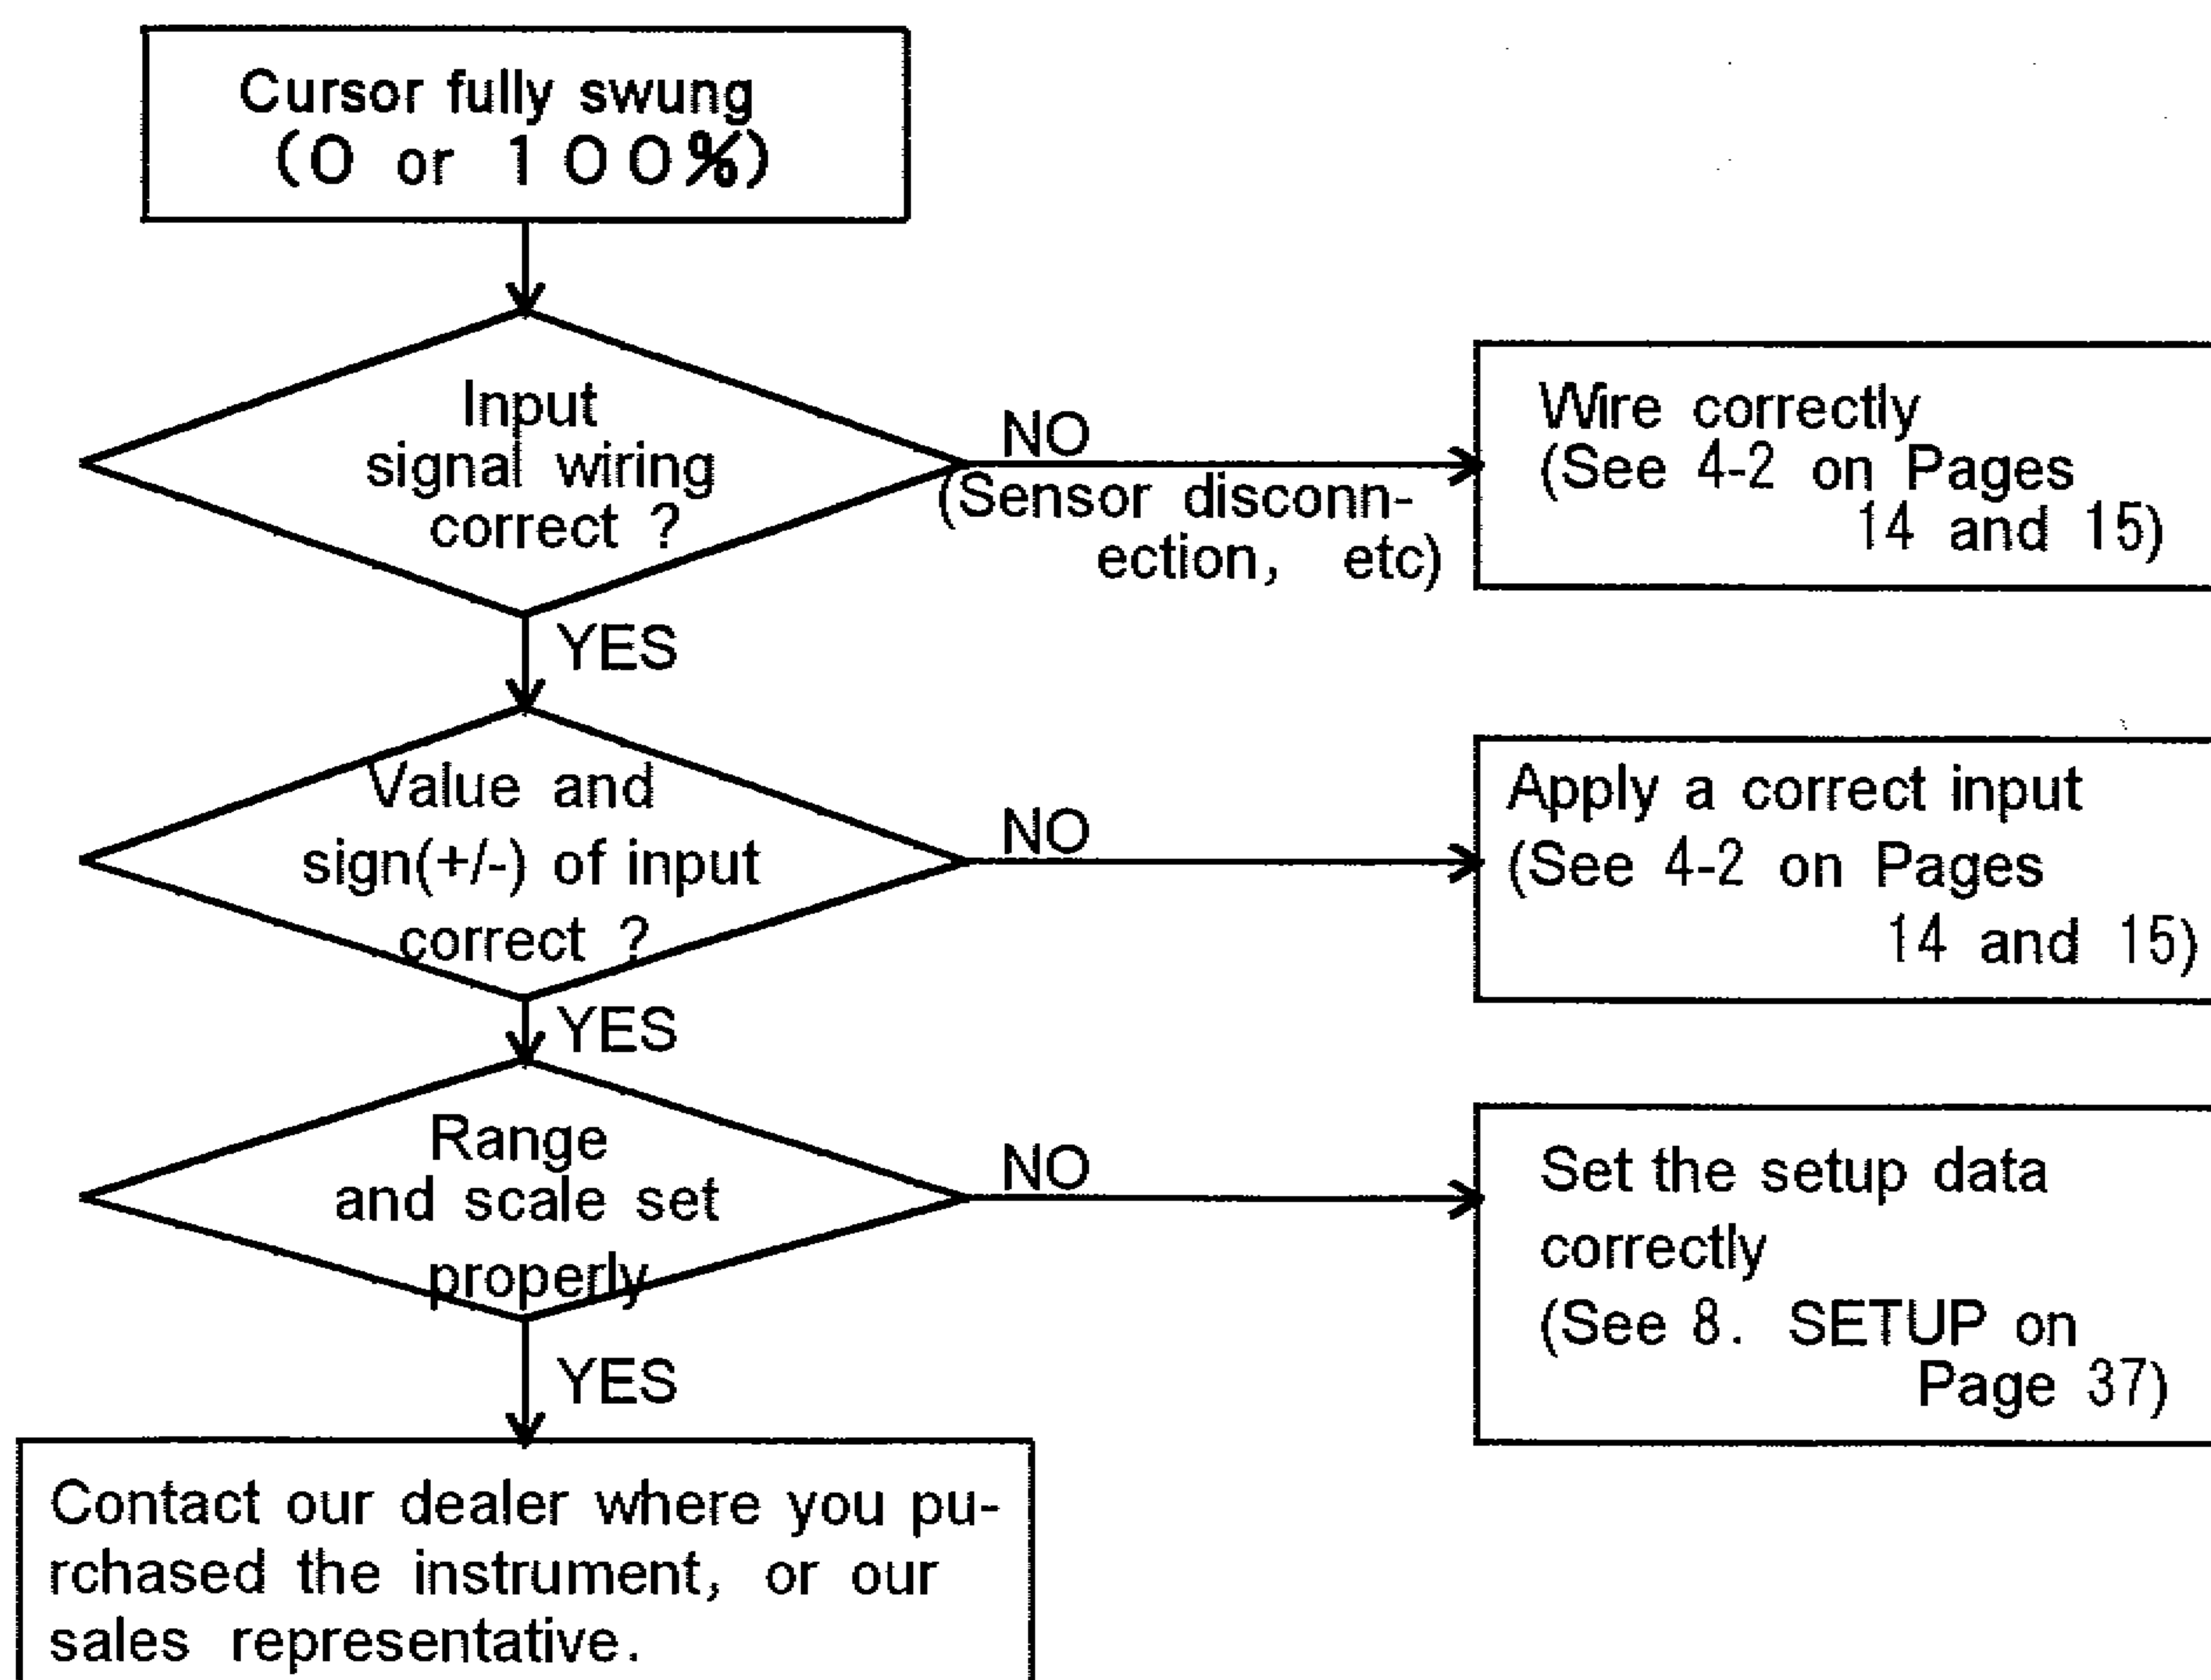 Cursor fully swung
(0 or 100%)
Input
signal wiring
correct ?
NO
(Sensor disconn-
ection, etc)
Wire correctly
(See 4-2 on Pages
14 and 15)
YES
Value and
sign(+/-) of input
correct ?
NO
Apply a correct input
(See 4-2 on Pages
14 and 15)
YES
Range
and scale set
properly
NO
Set the setup data
correctly
(See 8. SETUP on
Page 37)
YES
Contact our dealer where you pu-
rchased the instrument, or our
sales representative.